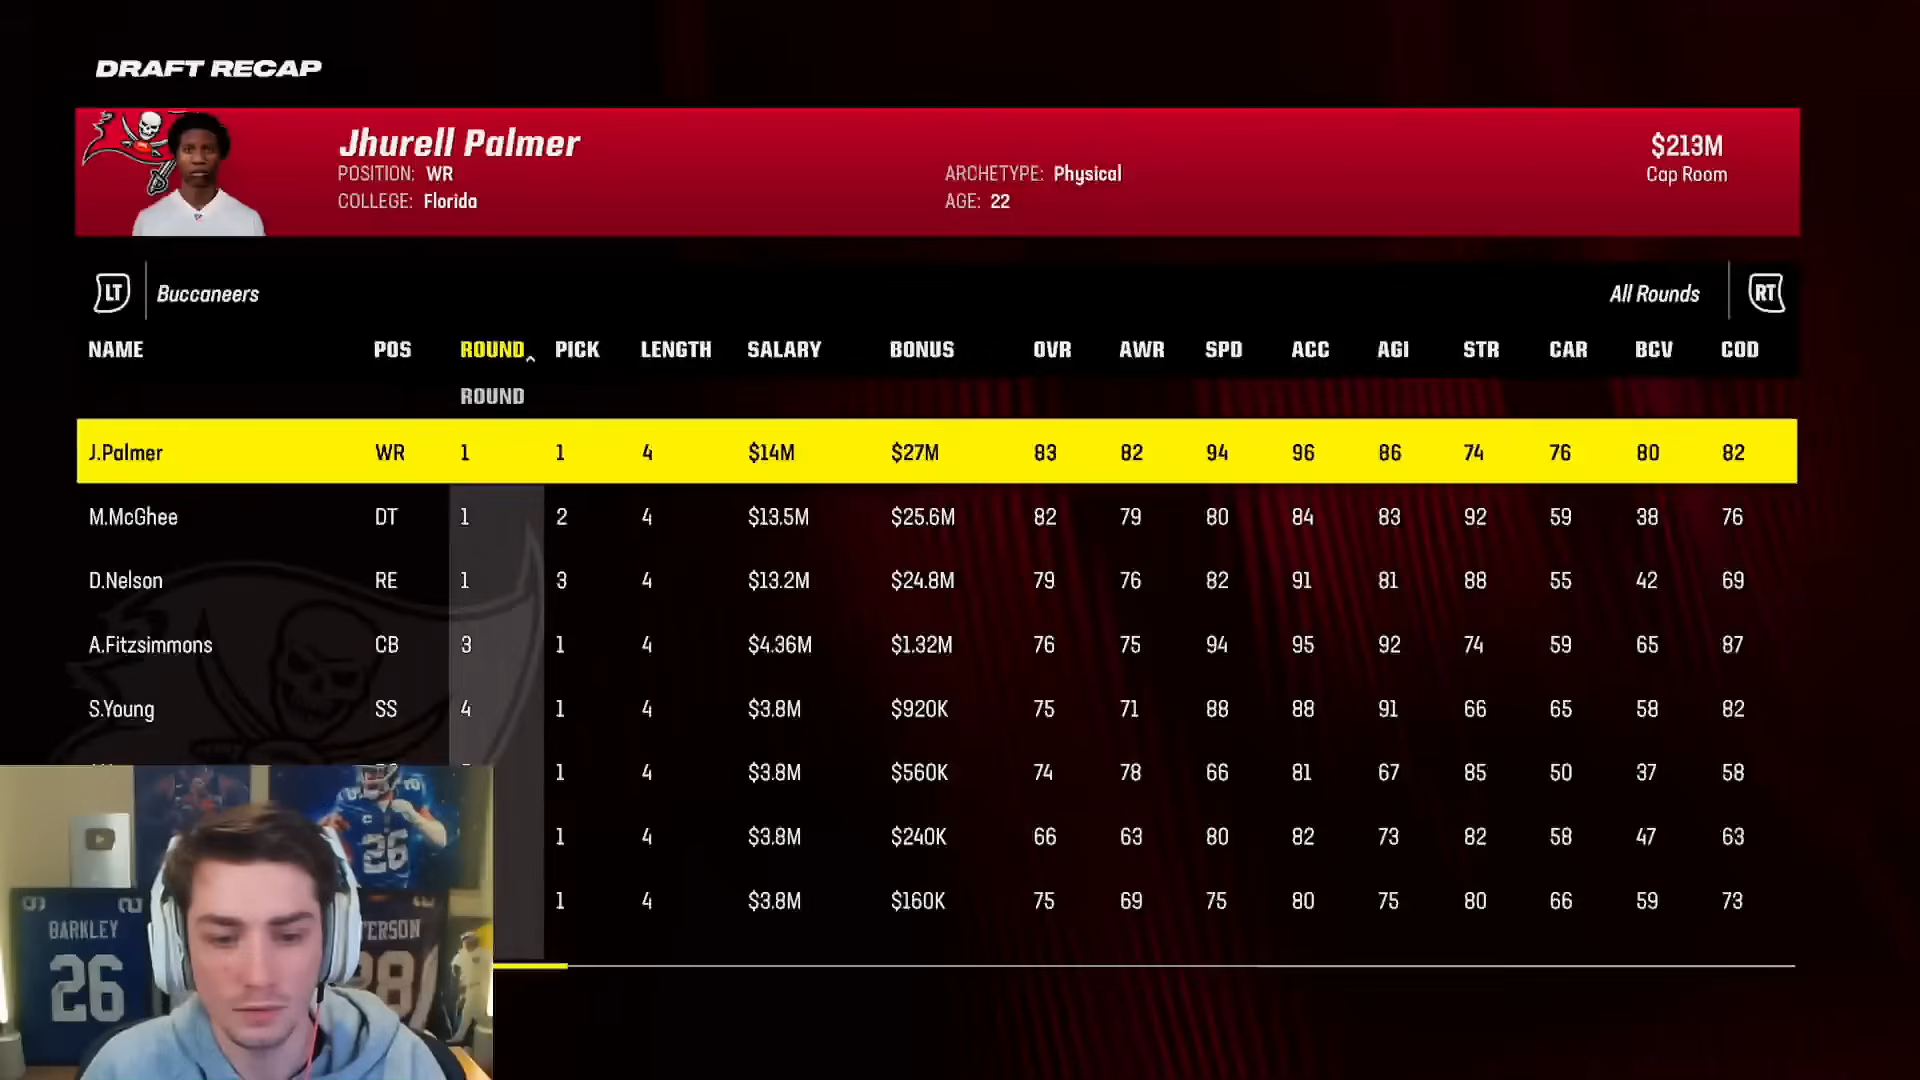 DRAFT RECAP
Jhurell Palmer
POSITION: WR
COLLEGE: Florida
ARCHETYPE: Physical
AGE: 22
$213M
Cap Room
LT Buccaneers
All Rounds RT
NAME POS ROUND PICK LENGTH SALARY BONUS OVR AWR SPD ACC AGI STR CAR BCV COD
ROUND
J.Palmer WR 1 1 4 $14M $27M 83 82 94 96 86 74 76 80 82
M.McGhee DT 1 2 4 $13.5M $25.6M 82 79 80 84 83 92 59 38 76
D.Nelson RE 1 3 4 $13.2M $24.8M 79 76 82 91 81 88 55 42 69
A.Fitzsimmons CB 3 1 4 $4.36M $1.32M 76 75 94 95 92 74 59 65 87
S.Young SS 4 1 4 $3.8M $920K 75 71 88 88 91 66 65 58 82
1 4 $3.8M $560K 74 78 66 81 67 85 50 37 58
1 4 $3.8M $240K 66 63 80 82 73 82 58 47 63
1 4 $3.8M $160K 75 69 75 80 75 80 66 59 73
26
BARKLEY
26
TERSON